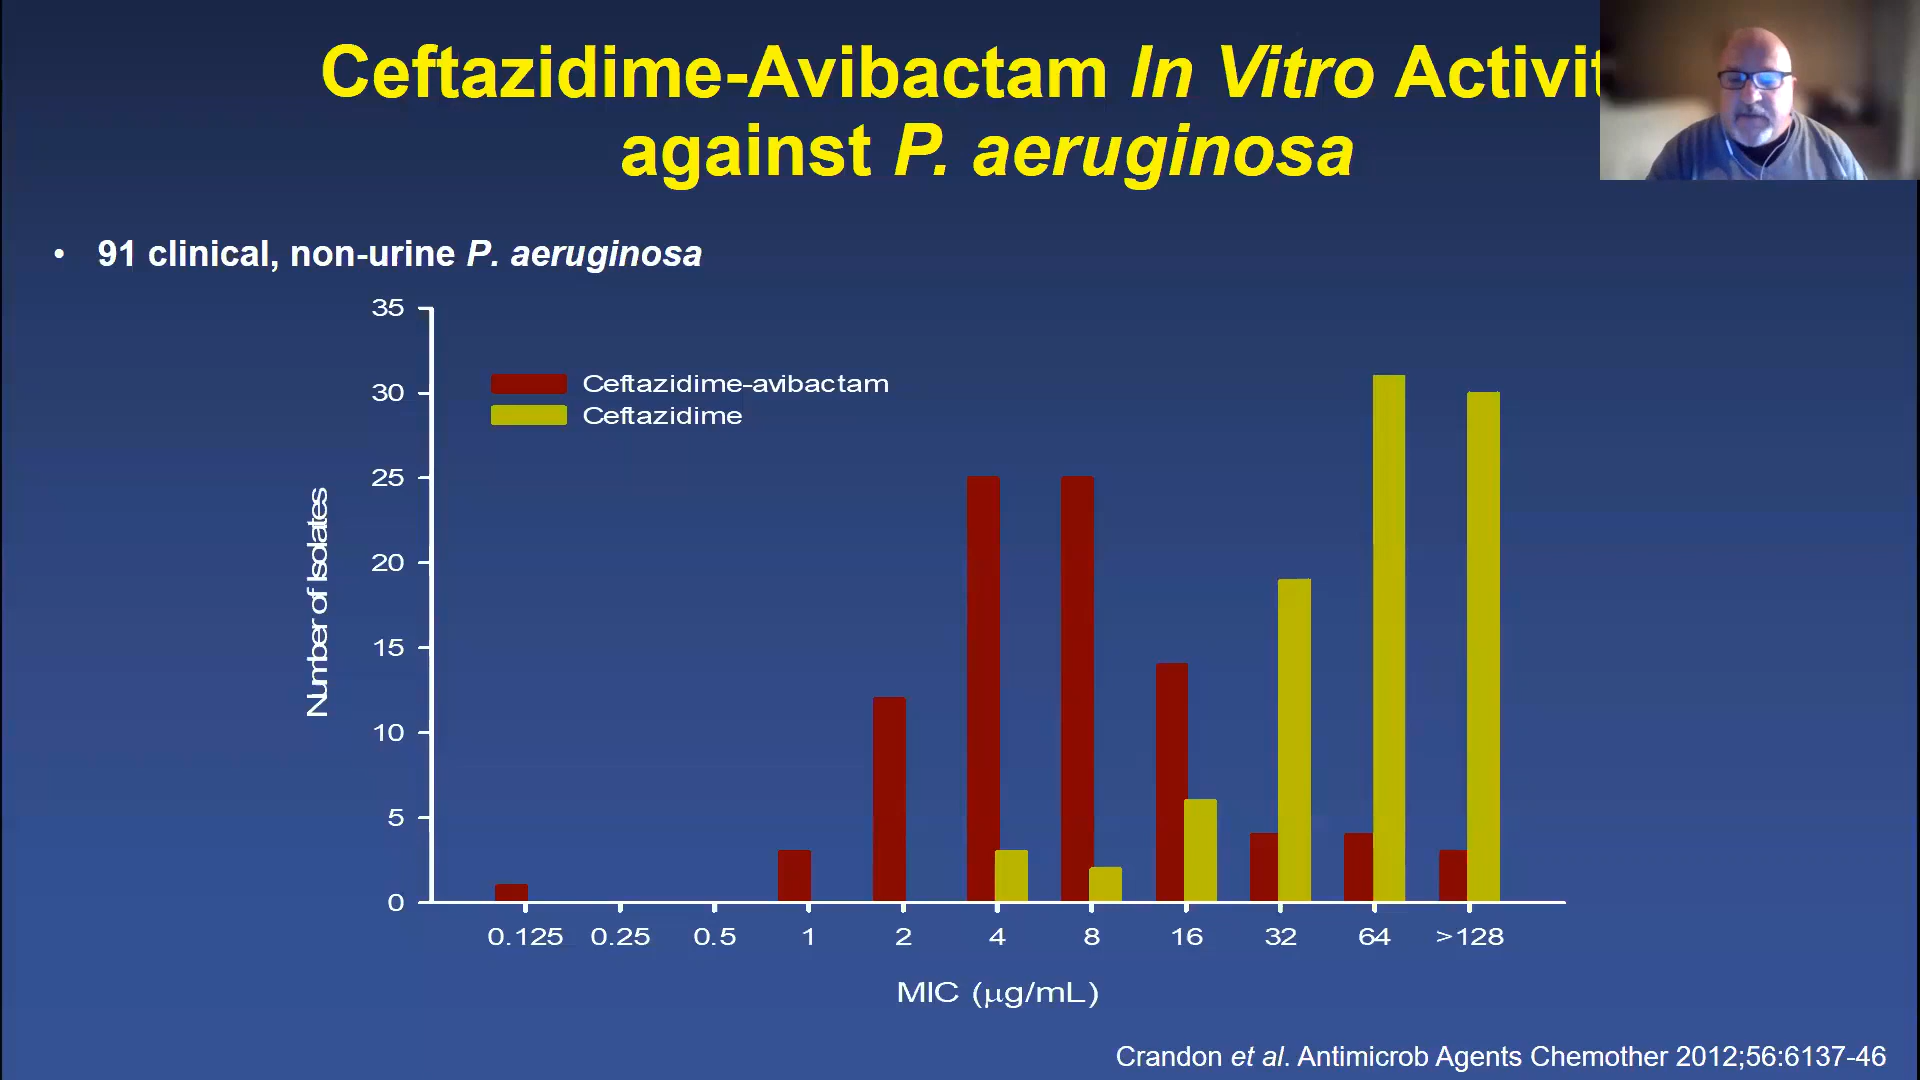 Ceftazidime-Avibactam In Vitro Activit
against P. aeruginosa
• 91 clinical, non-urine P. aeruginosa
35
30
25
20
15
10
5
0
Ceftazidime-avibactam
Ceftazidime
Number of Isolates
0.125 0.25 0.5 1 2 4 8 16 32 64 >128
MIC (µg/mL)
Crandon et al. Antimicrob Agents Chemother 2012;56:6137-46